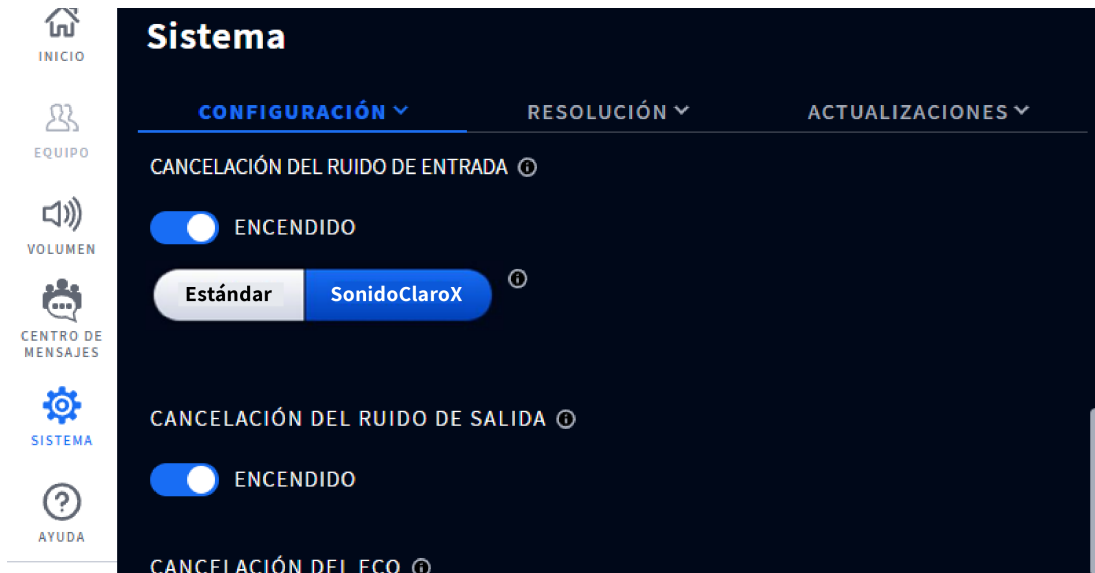 Sistema
INICIO
CONFIGURACIÓN
RESOLUCIÓN
ACTUALIZACIONES
EQUIPO
CANCELACIÓN DEL RUIDO DE ENTRADA
ENCENDIDO
VOLUMEN
Estándar
SonidoClaroX
CENTRO DE
MENSAJES
CANCELACIÓN DEL RUIDO DE SALIDA
SISTEMA
ENCENDIDO
AYUDA
CANCELACIÓN DEL ECO